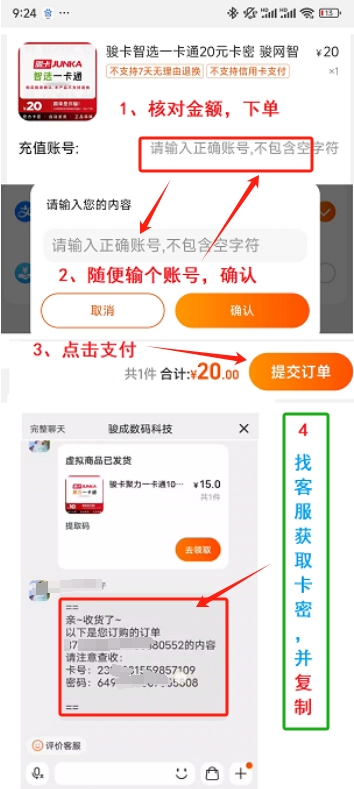 9:24
13
骏卡 JUNKA
智选一卡通
¥20
骏卡智选一卡通20元卡密 骏网智
¥20
不支持7天无理由退换
不支持信用卡支付
×1
1、核对金额，下单
充值账号:
请输入正确账号,不包含空字符
请输入您的内容
请输入正确账号,不包含空字符
2、随便输个账号，确认
取消
确认
3、点击支付
共1件 合计:¥20.00
提交订单
完整聊天
骏成数码科技
虚拟商品已发货
骏卡聚力一卡通10...
¥15.0
共1件
提取码
去领取
==
亲~收货了~
以下是您订购的订单
80552的内容
请注意查收:
卡号:
密码:
==
评价客服
4
找客服获取卡密，并复制